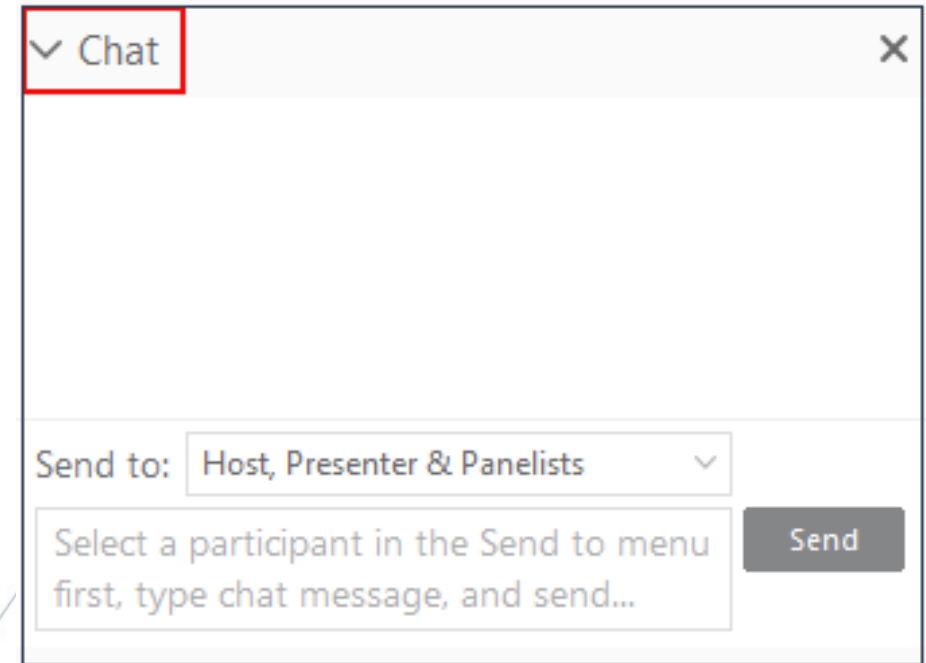 Chat
Send to: Host, Presenter & Panelists
Select a participant in the Send to menu
first, type chat message, and send...
Send